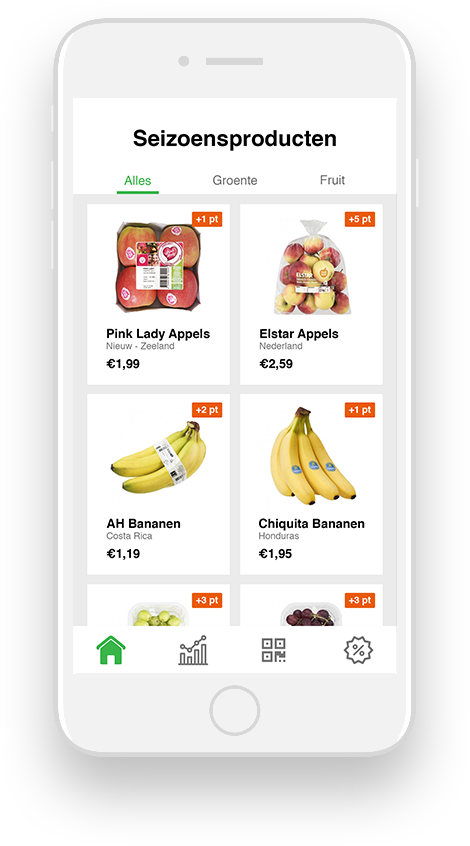 Seizoensproducten
Alles Groente Fruit
+1 pt
+5 pt
ELSTAR
Pink Lady Appels
Nieuw - Zeeland
€1,99
Elstar Appels
Nederland
€2,59
+2 pt
+1 pt
AH Bananen
Costa Rica
€1,19
Chiquita Bananen
Honduras
€1,95
+3 pt
+3 pt